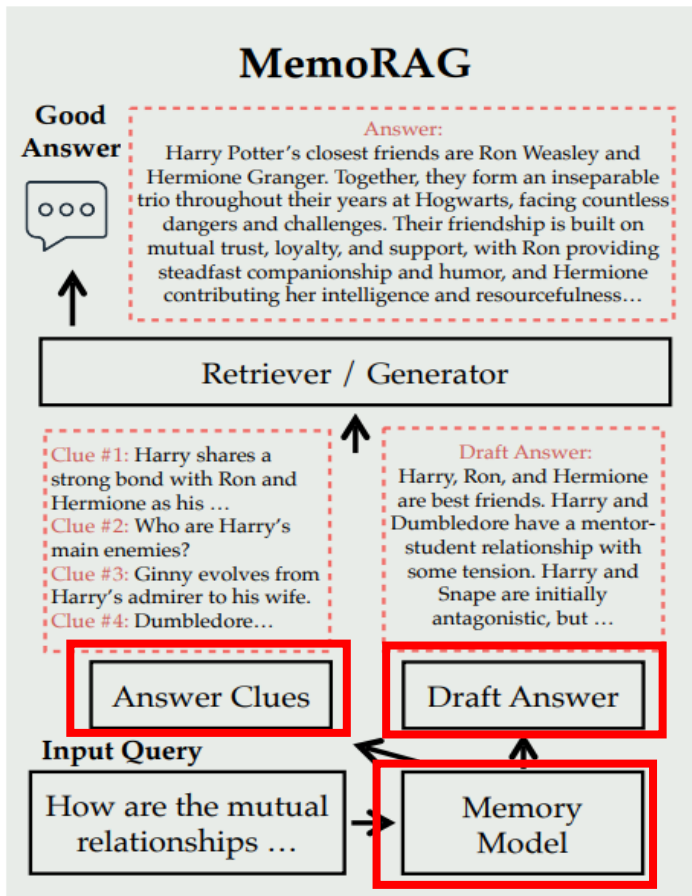 MemoRAG
Good
Answer
Answer:
Harry Potter's closest friends are Ron Weasley and
Hermione Granger. Together, they form an inseparable
trio throughout their years at Hogwarts, facing countless
dangers and challenges. Their friendship is built on
mutual trust, loyalty, and support, with Ron providing
steadfast companionship and humor, and Hermione
contributing her intelligence and resourcefulness…
Retriever / Generator
Clue #1: Harry shares a
strong bond with Ron and
Hermione as his …
Clue #2: Who are Harry's
main enemies?
Clue #3: Ginny evolves from
Harry's admirer to his wife.
Clue #4: Dumbledore…
Draft Answer:
Harry, Ron, and Hermione
are best friends. Harry and
Dumbledore have a mentor-
student relationship with
some tension. Harry and
Snape are initially
antagonistic, but …
Answer Clues
Draft Answer
Input Query
How are the mutual
relationships …
Memory
Model